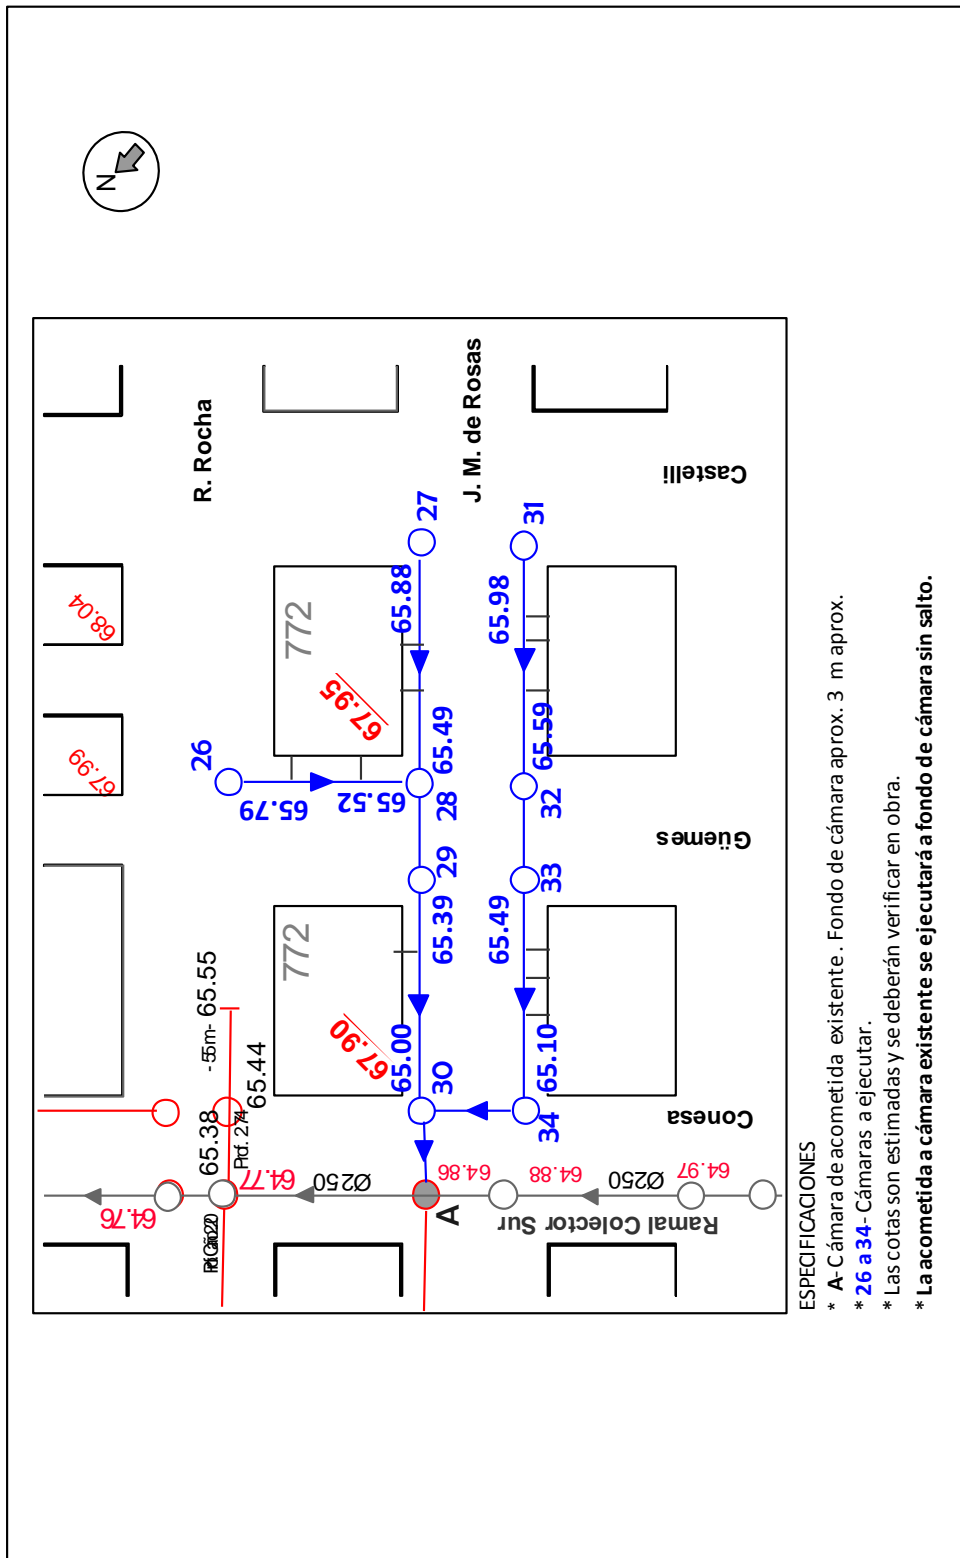 N
R. Rocha
J. M. de Rosas
Castelli
68.04
67.99
772
67.95
26
27
31
65.88
65.98
65.49
65.59
65.79
65.52
65
28
32
Güemes
29
33
65.39
65.49
772
67.90
-55m- 65.55
65.44
65.38
Prof. 2.74
65.00
65.10
30
34
Conesa
64.76
64.77
Ø250
64.86
64.88
Ø250
64.97
A
Ramal Colector Sur
ESPECIFICACIONES
* A- Cámara de acometida existente. Fondo de cámara aprox. 3 m aprox.
* 26 a 34- Cámaras a ejecutar.
* Las cotas son estimadas y se deberán verificar en obra.
* La acometida a cámara existente se ejecutará a fondo de cámara sin salto.